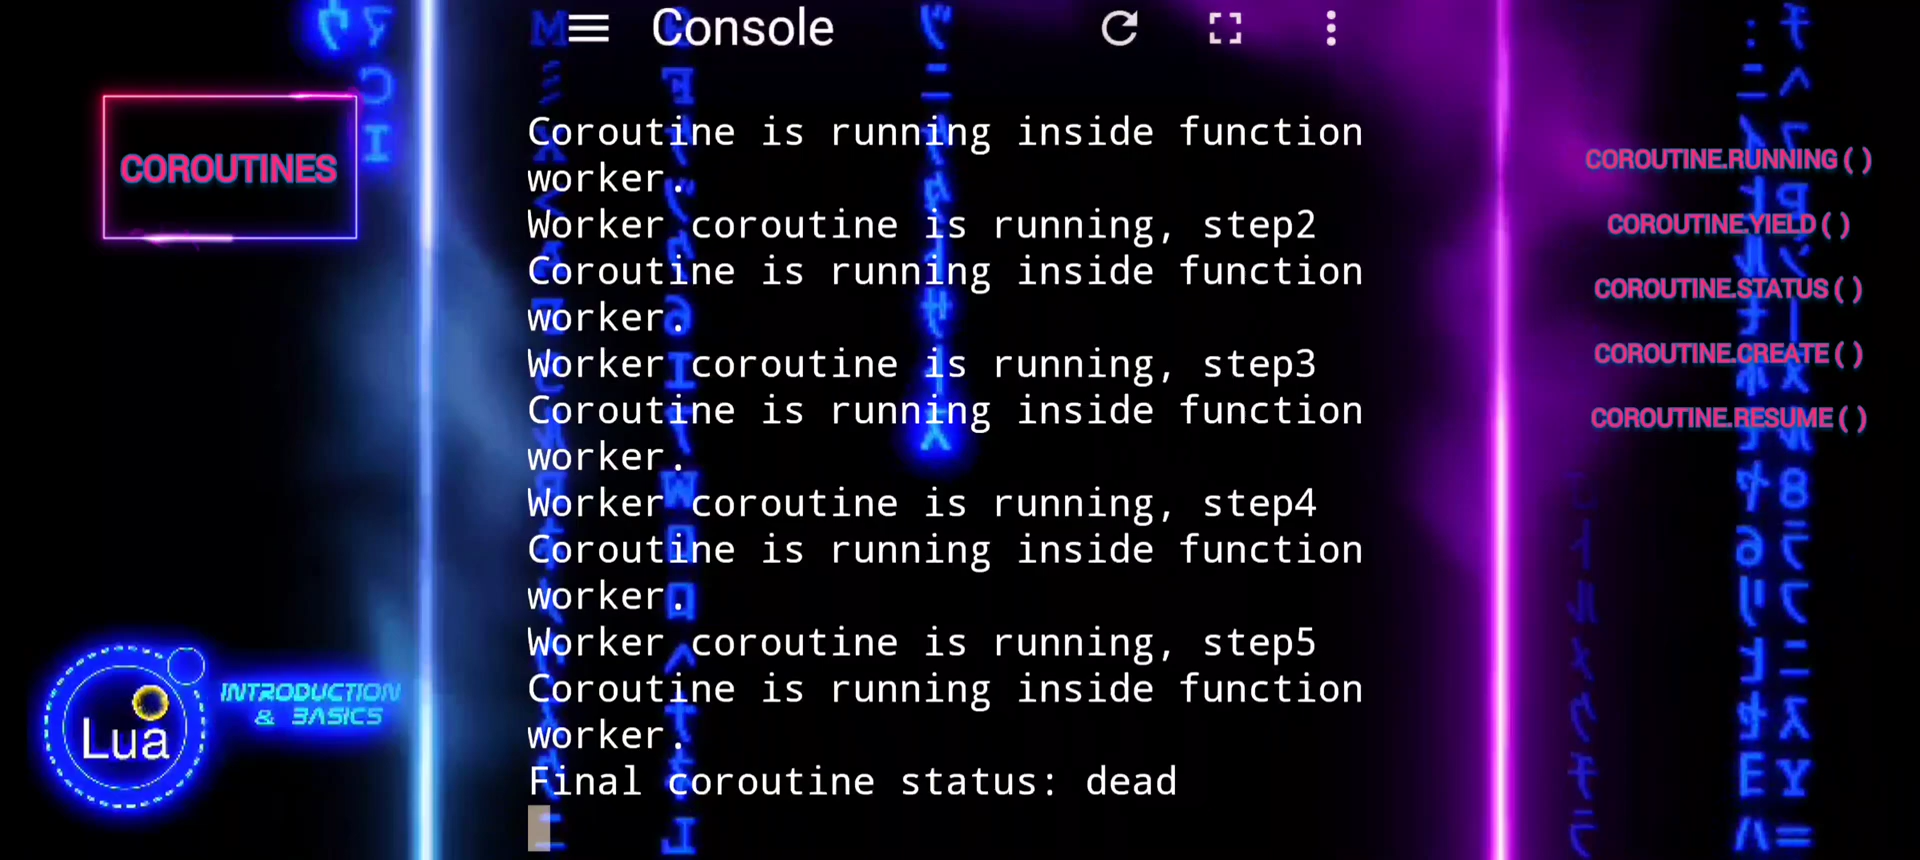 Console
COROUTINES
Coroutine is running inside function
worker.
Worker coroutine is running, step2
Coroutine is running inside function
worker.
Worker coroutine is running, step3
Coroutine is running inside function
worker.
Worker coroutine is running, step4
Coroutine is running inside function
worker.
Worker coroutine is running, step5
Coroutine is running inside function
worker.
Final coroutine status: dead
COROUTINE.RUNNING ( )
COROUTINE.YIELD ( )
COROUTINE.STATUS ( )
COROUTINE.CREATE ( )
COROUTINE.RESUME ( )
Lua
INTRODUCTION
& BASICS